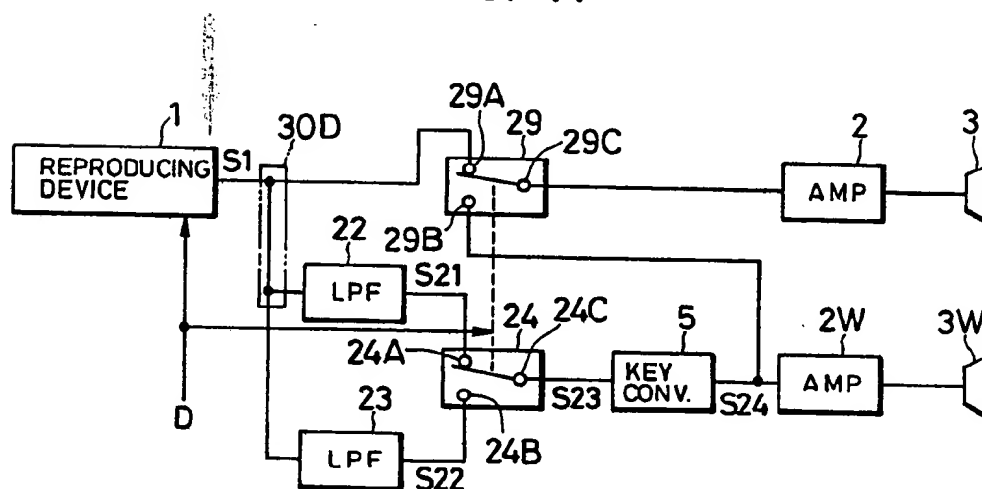 1
S1
30D
REPRODUCING
DEVICE
29A
29
29C
29B
2
AMP
3
22
LPF
S21
24
24C
24A
24B
S23
5
KEY
CONV.
S24
2W
AMP
3W
D
23
LPF
S22